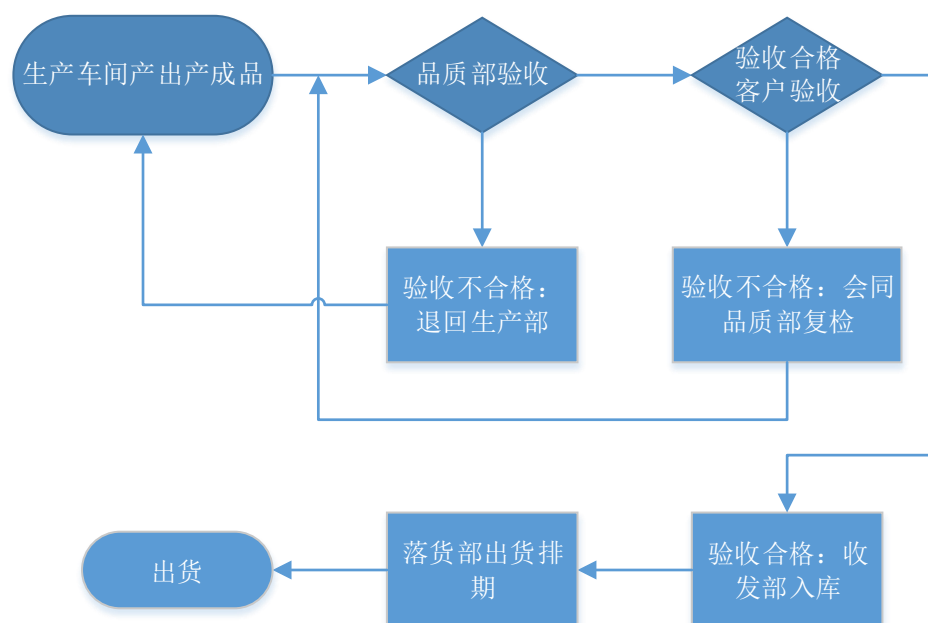 生产车间产出产成品
品质部验收
验收合格
客户验收
验收不合格：
退回生产部
验收不合格：会同
品质部复检
出货
落货部出货排
期
验收合格：收
发部入库